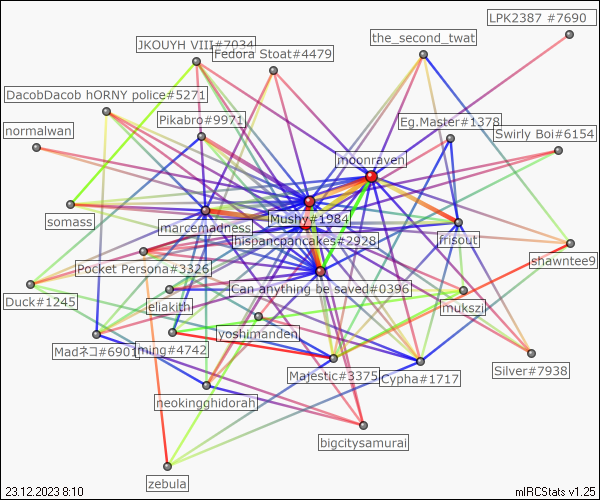 LPK2387 #7690
the_second_twat
JKOUYH VIII#7034
Fedora Stoat#4479
DacobDacob hORNY police#5271
Pikabro#9971
Eg.Master#1378
normalwan
Swirly Boi#6154
moonraven
somass
Mushy#1984
marcemadness
hispancpancakes#2928
frisout
shawntee9
Pocket Persona#3326
Can anything be saved#0396
Duck#1245
eliakith
mukszi
yoshimanden
Madネコ#6901
ming#4742
Majestic#3375
Cypha#1717
Silver#7938
neokingghidorah
bigcitysamurai
zebula
23.12.2023 8:10
mIRCStats v1.25